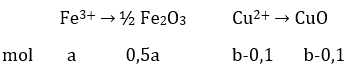 Fe³⁺ → ½ Fe₂O₃ Cu²⁺ → CuO
mol a 0,5a b-0,1 b-0,1